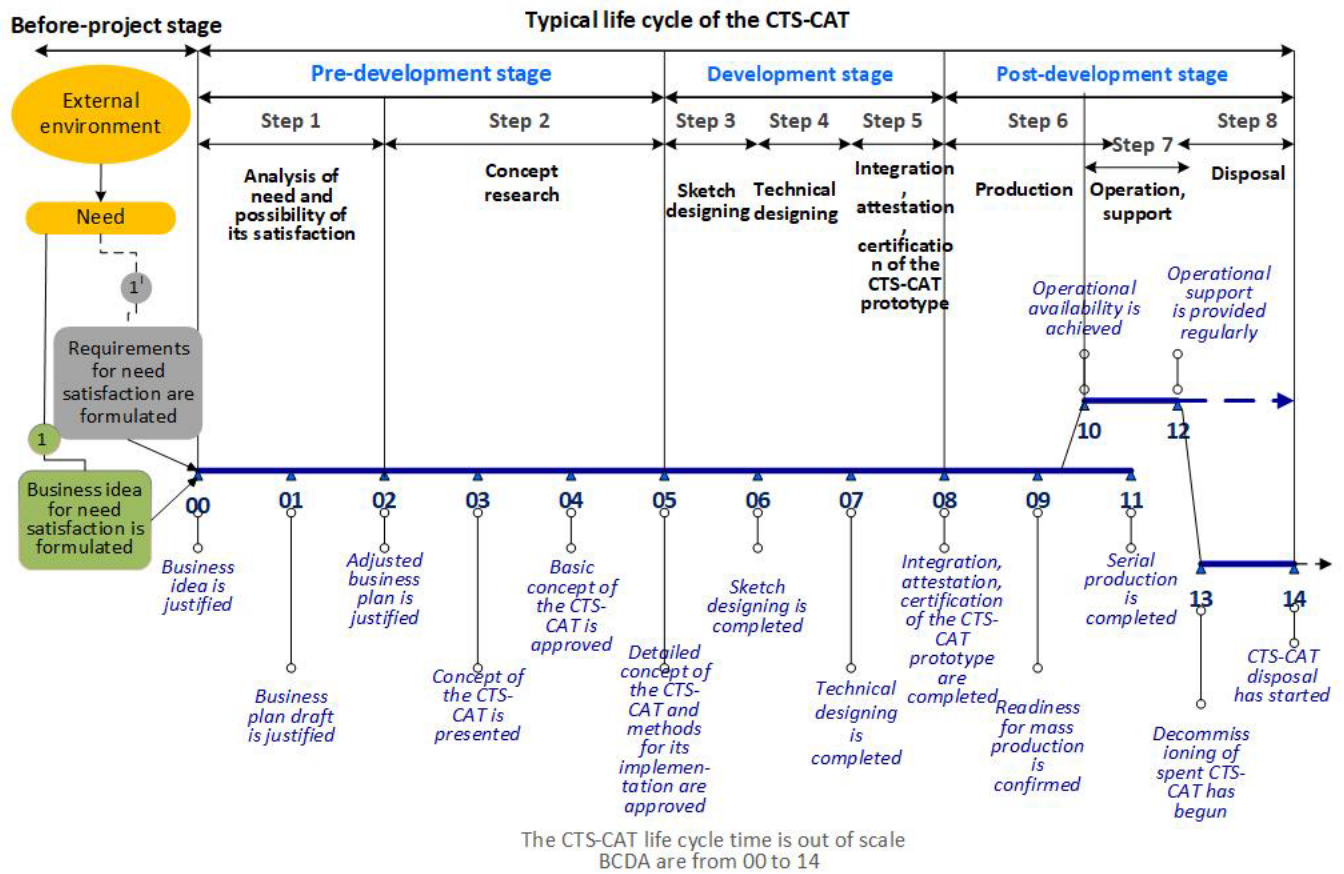 Before-project stage
Typical life cycle of the CTS-CAT
Pre-development stage
Development stage
Post-development stage
External
environment
Step 1
Step 2
Step 3
Step 4
Step 5
Step 6
Step 7
Step 8
Analysis of
need and
possibility of
its satisfaction
Concept
research
Sketch
designing
Technical
designing
Integration
,
attestation
,
certificatio
n of the
CTS-CAT
prototype
Production
Operation,
support
Disposal
Need
1'
Requirements
for need
satisfaction are
formulated
1
Business idea
for need
satisfaction is
formulated
Operational
availability is
achieved
Operational
support
is provided
regularly
10
12
00
01
02
03
04
05
06
07
08
09
11
13
14
Business
idea is
justified
Business
plan draft
is justified
Adjusted
business
plan is
justified
Concept of
the CTS-
CAT is
presented
Basic
concept of
the CTS-
CAT is
approved
Detailed
concept of
the CTS-
CAT and
methods
for its
implemen-
tation are
approved
Sketch
designing is
completed
Technical
designing
is
completed
Integration,
attestation,
certification
of the CTS-
CAT
prototype
are
completed
Readiness
for mass
production
is
confirmed
Serial
production
is
completed
Decommiss
ioning of
spent CTS-
CAT has
begun
CTS-CAT
disposal
has started
The CTS-CAT life cycle time is out of scale
BCDA are from 00 to 14